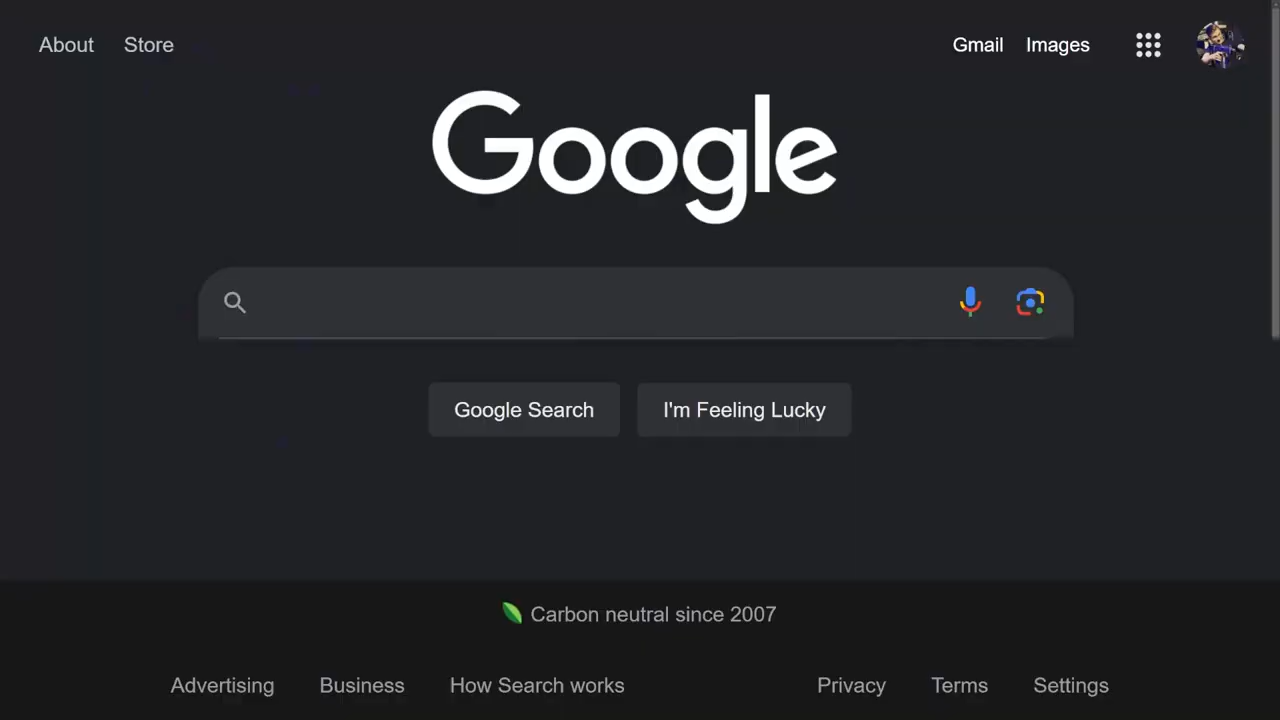 About Store Gmail Images
Google
Google Search I'm Feeling Lucky
Carbon neutral since 2007
Advertising Business How Search works Privacy Terms Settings